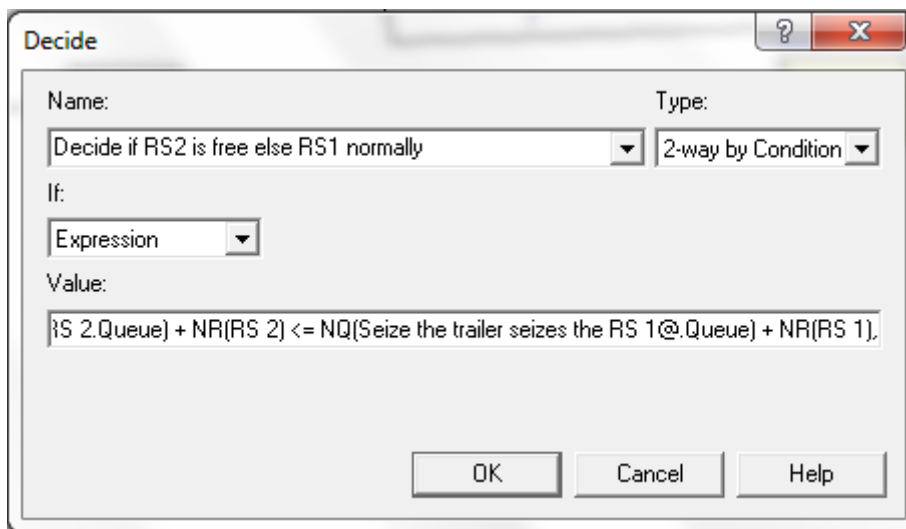 Decide
Name:
Type:
Decide if RS2 is free else RS1 normally
2-way by Condition
If:
Expression
Value:
RS 2.Queue) + NR(RS 2) <= NQ(Seize the trailer seizes the RS 1@.Queue) + NR(RS 1),
OK
Cancel
Help